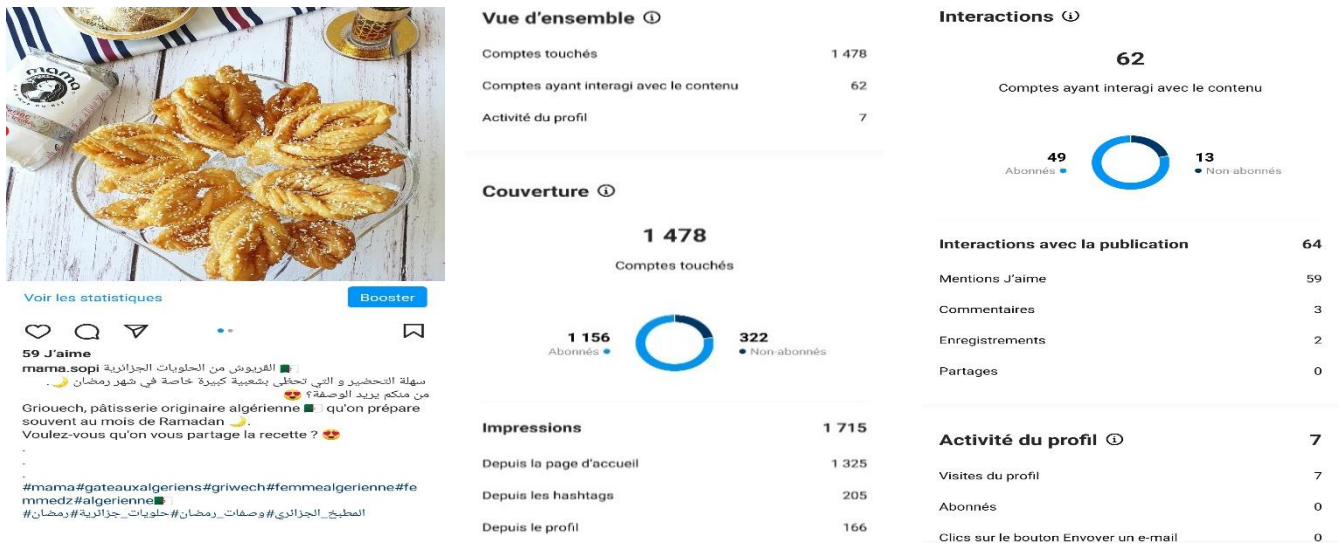 mama
Voir les statistiques
Booster
59 J'aime
mama.sopi القريوش من الحلويات الجزائرية
سهلة التحضير و التي تحظى بشعبية كبيرة خاصة في شهر رمضان 🌙.
من منكم يريد الوصفة؟ 😍
Griouech, pâtisserie originaire algérienne 🇩🇿 qu'on prépare
souvent au mois de Ramadan 🌙.
Voulez-vous qu'on vous partage la recette ? 😍
.
.
.
#mama#gateauxalgeriens#griwech#femmealgerienne#fe
mmedz#algerienne🇩🇿
#المطبخ_الجزائري#وصفات_رمضان#حلويات_جزائرية#رمضان
Vue d'ensemble
Comptes touchés 1 478
Comptes ayant interagi avec le contenu 62
Activité du profil 7
Couverture
1 478
Comptes touchés
1 156
Abonnés
322
Non-abonnés
Impressions 1 715
Depuis la page d'accueil 1 325
Depuis les hashtags 205
Depuis le profil 166
Interactions
62
Comptes ayant interagi avec le contenu
49
Abonnés
13
Non-abonnés
Interactions avec la publication 64
Mentions J'aime 59
Commentaires 3
Enregistrements 2
Partages 0
Activité du profil 7
Visites du profil 7
Abonnés 0
Clics sur le bouton Envoyer un e-mail 0